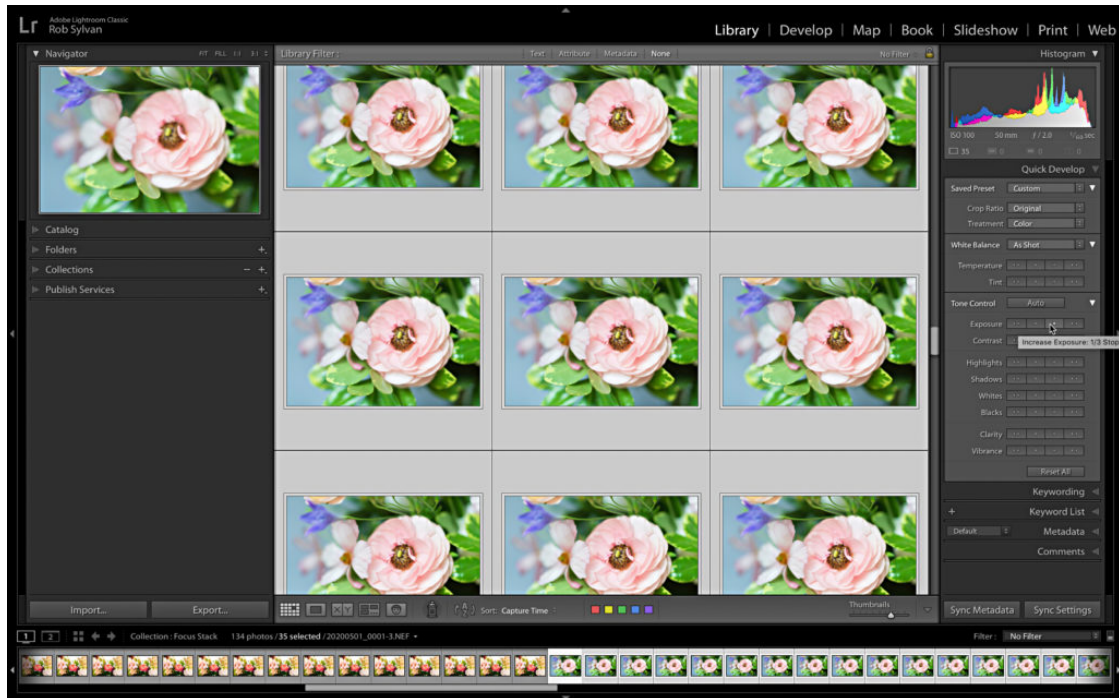 Lr
Adobe Lightroom Classic
Rob Sylvan
Library | Develop | Map | Book | Slideshow | Print | Web
Navigator
FIT FILL 1:1 3:1
Library Filter :
Text Attribute Metadata None
No Filter
Histogram
ISO 100 50 mm f / 2.0 sec
35
Catalog
Folders
Collections
Publish Services
Quick Develop
Saved Preset Custom
Crop Ratio Original
Treatment Color
White Balance As Shot
Temperature
Tint
Tone Control Auto
Exposure
Contrast
Increase Exposure: 1/3 Stop
Highlights
Shadows
Whites
Blacks
Clarity
Vibrance
Reset All
Keywording
Keyword List
Default Metadata
Comments
Import... Export...
Sort: Capture Time
Thumbnails
Sync Metadata Sync Settings
1 2 Collection : Focus Stack 134 photos / 35 selected / 20200501_0001-3.NEF
Filter : No Filter